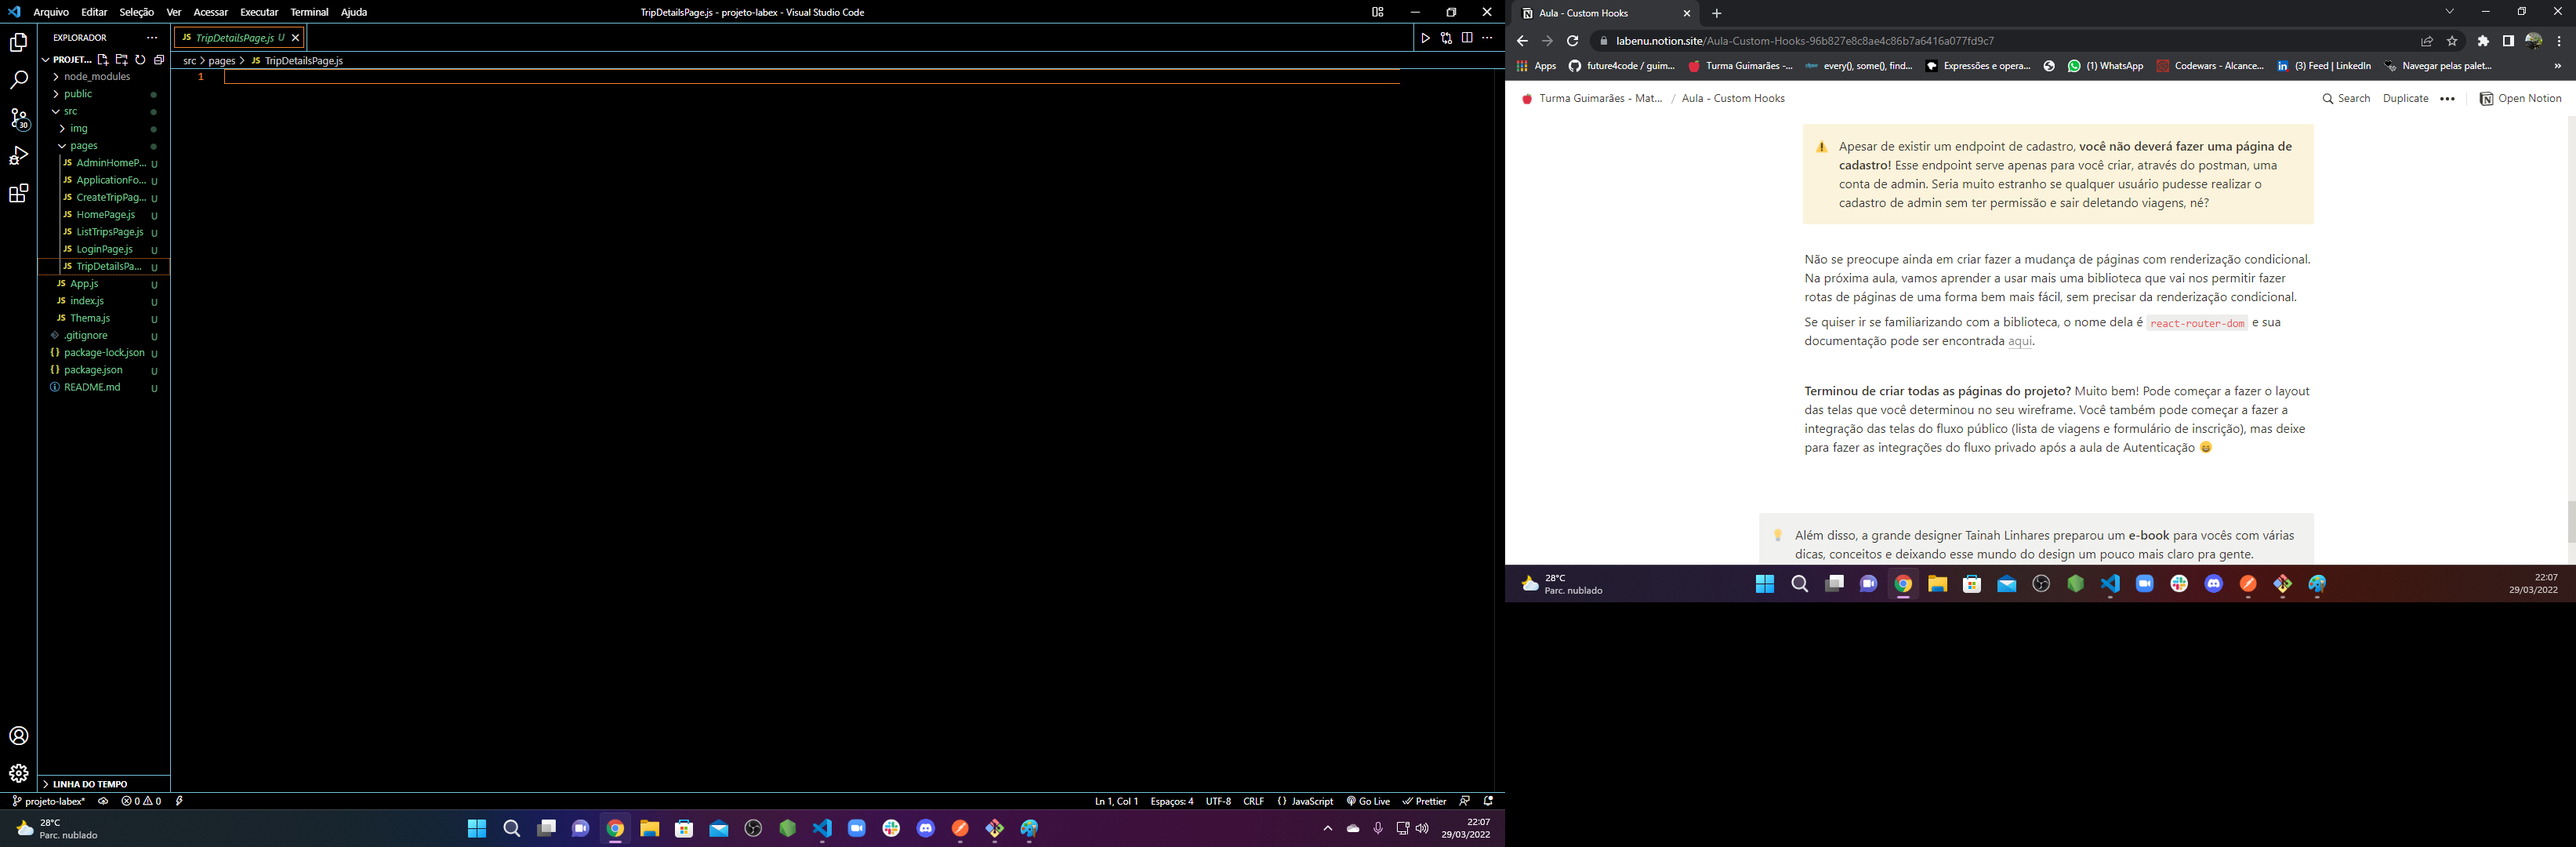 Arquivo Editar Seleção Ver Acessar Executar Terminal Ajuda
TripDetailsPage.js - projeto-labex - Visual Studio Code
EXPLORADOR
PROJET...
node_modules
public
src
img
pages
JS AdminHomeP... U
JS ApplicationFo... U
JS CreateTripPag... U
JS HomePage.js U
JS ListTripsPage.js U
JS LoginPage.js U
JS TripDetailsPa... U
JS App.js U
JS index.js U
JS Thema.js U
.gitignore U
{} package-lock.json U
{} package.json U
README.md U
30
LINHA DO TEMPO
JS TripDetailsPage.js U
src > pages > JS TripDetailsPage.js
1
projeto-labex* 0 0
Ln 1, Col 1 Espaços: 4 UTF-8 CRLF {} JavaScript Go Live Prettier
28°C
Parc. nublado
22:07
29/03/2022
Aula - Custom Hooks
labenu.notion.site/Aula-Custom-Hooks-96b827e8c8ae4c86b7a6416a077fd9c7
Apps future4code / guim... Turma Guimarães -... every(), some(), find... Expressões e opera... (1) WhatsApp Codewars - Alcance... (3) Feed | LinkedIn Navegar pelas palet... »
Turma Guimarães - Mat... / Aula - Custom Hooks
Search Duplicate ••• Open Notion
Apesar de existir um endpoint de cadastro, você não deverá fazer uma página de
cadastro! Esse endpoint serve apenas para você criar, através do postman, uma
conta de admin. Seria muito estranho se qualquer usuário pudesse realizar o
cadastro de admin sem ter permissão e sair deletando viagens, né?
Não se preocupe ainda em criar fazer a mudança de páginas com renderização condicional.
Na próxima aula, vamos aprender a usar mais uma biblioteca que vai nos permitir fazer
rotas de páginas de uma forma bem mais fácil, sem precisar da renderização condicional.
Se quiser ir se familiarizando com a biblioteca, o nome dela é react-router-dom e sua
documentação pode ser encontrada aqui.
Terminou de criar todas as páginas do projeto? Muito bem! Pode começar a fazer o layout
das telas que você determinou no seu wireframe. Você também pode começar a fazer a
integração das telas do fluxo público (lista de viagens e formulário de inscrição), mas deixe
para fazer as integrações do fluxo privado após a aula de Autenticação 😄
Além disso, a grande designer Tainah Linhares preparou um e-book para vocês com várias
dicas, conceitos e deixando esse mundo do design um pouco mais claro pra gente.
28°C
Parc. nublado
22:07
29/03/2022